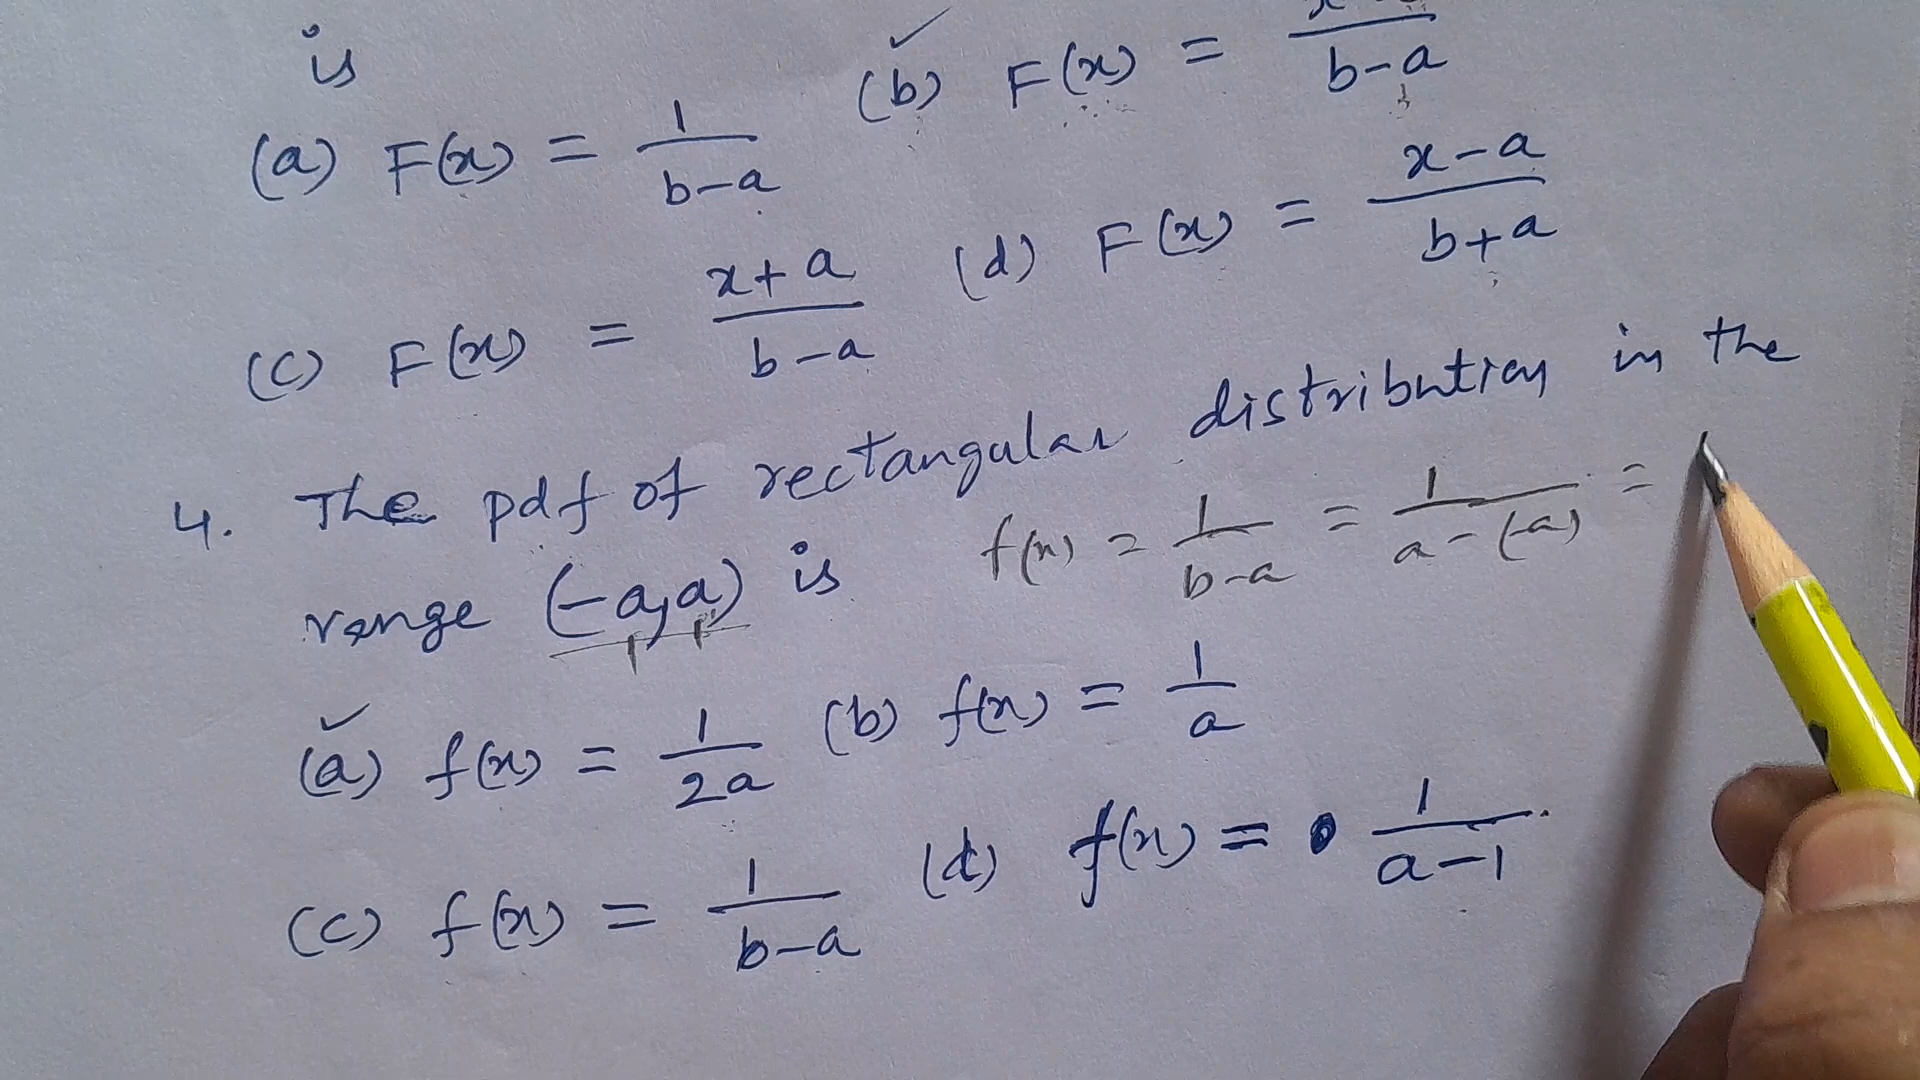 is
(b) F(x) = / b-a
(a) F(x) = 1/b-a
(c) F(x) = x+a/b-a (d) F(x) = x-a/b+a
4. The pdf of rectangular distribution in the
range (-a,a) is f(x) = 1/b-a = 1/a-(-a) =
(a) f(x) = 1/2a (b) f(x) = 1/a
(c) f(x) = 1/b-a (d) f(x) = 1/a-1